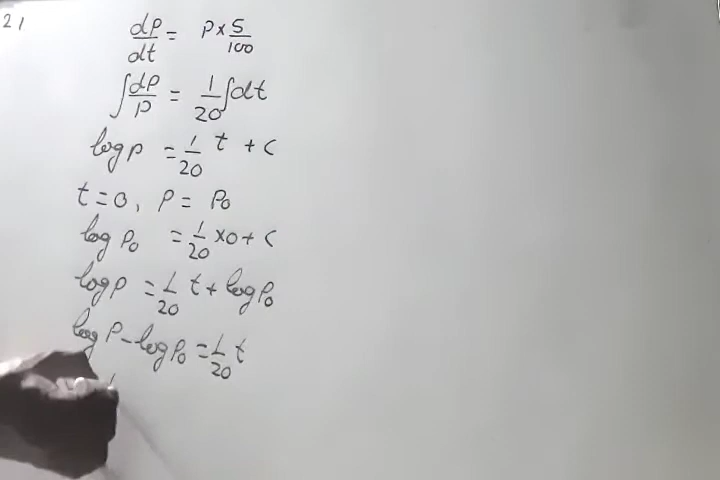 21
dP/dt = P × 5/100
∫ dP/P = 1/20 ∫ dt
log P = 1/20 t + c
t = 0, P = P₀
log P₀ = 1/20 × 0 + c
log P = 1/20 t + log P₀
log P - log P₀ = 1/20 t